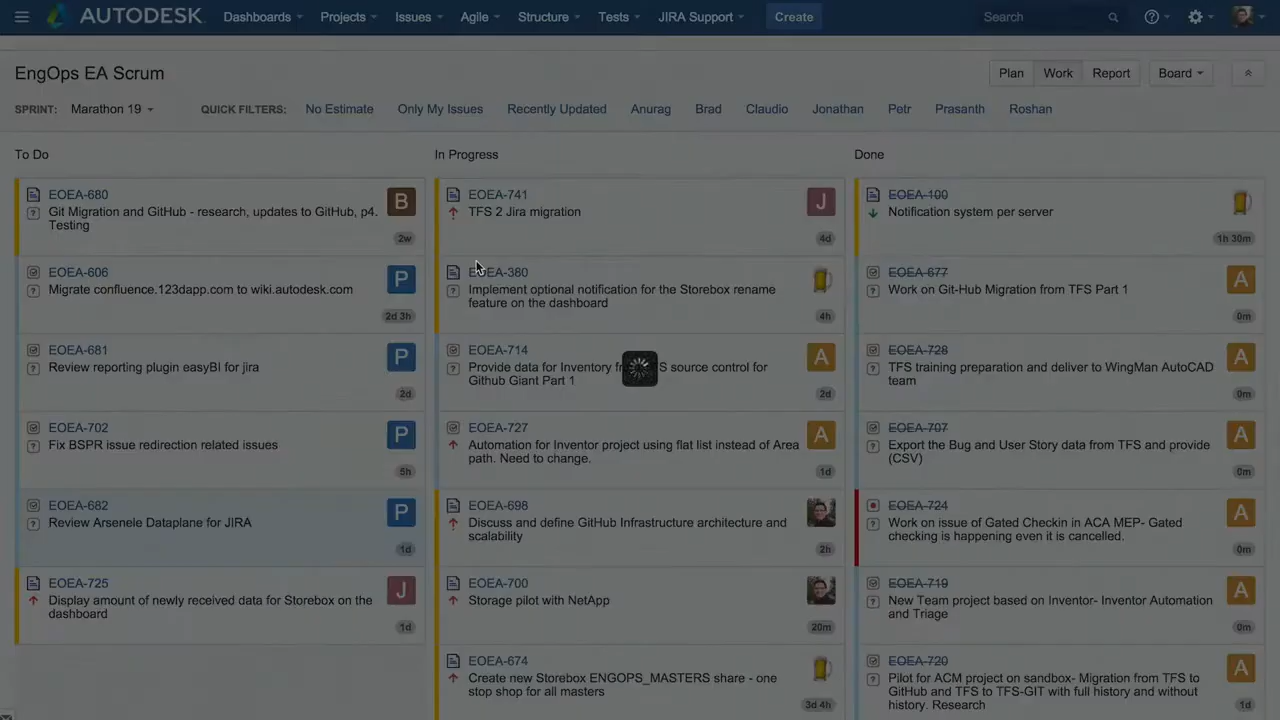 AUTODESK.
Dashboards Projects Issues Agile Structure Tests JIRA Support Create Search
EngOps EA Scrum
Plan Work Report Board
SPRINT: Marathon 19 QUICK FILTERS: No Estimate Only My Issues Recently Updated Anurag Brad Claudio Jonathan Petr Prasanth Roshan
To Do
EOEA-680
Git Migration and GitHub - research, updates to GitHub, p4.
Testing
B
2w
EOEA-606
Migrate confluence.123dapp.com to wiki.autodesk.com
P
2d 3h
EOEA-681
Review reporting plugin easyBI for jira
P
2d
EOEA-702
Fix BSPR issue redirection related issues
P
5h
EOEA-682
Review Arsenele Dataplane for JIRA
P
1d
EOEA-725
Display amount of newly received data for Storebox on the
dashboard
J
1d
In Progress
EOEA-741
TFS 2 Jira migration
J
4d
EOEA-380
Implement optional notification for the Storebox rename
feature on the dashboard
4h
EOEA-714
Provide data for Inventory S source control for
Github Giant Part 1
A
2d
EOEA-727
Automation for Inventor project using flat list instead of Area
path. Need to change.
A
1d
EOEA-698
Discuss and define GitHub Infrastructure architecture and
scalability
2h
EOEA-700
Storage pilot with NetApp
20m
EOEA-674
Create new Storebox ENGOPS_MASTERS share - one
stop shop for all masters
3d 4h
Done
EOEA-100
Notification system per server
1h 30m
EOEA-677
Work on Git-Hub Migration from TFS Part 1
A
0m
EOEA-728
TFS training preparation and deliver to WingMan AutoCAD
team
A
0m
EOEA-707
Export the Bug and User Story data from TFS and provide
(CSV)
A
0m
EOEA-724
Work on issue of Gated Checkin in ACA MEP- Gated
checking is happening even it is cancelled.
A
0m
EOEA-719
New Team project based on Inventor- Inventor Automation
and Triage
A
0m
EOEA-720
Pilot for ACM project on sandbox- Migration from TFS to
GitHub and TFS to TFS-GIT with full history and without
history. Research
A
1d